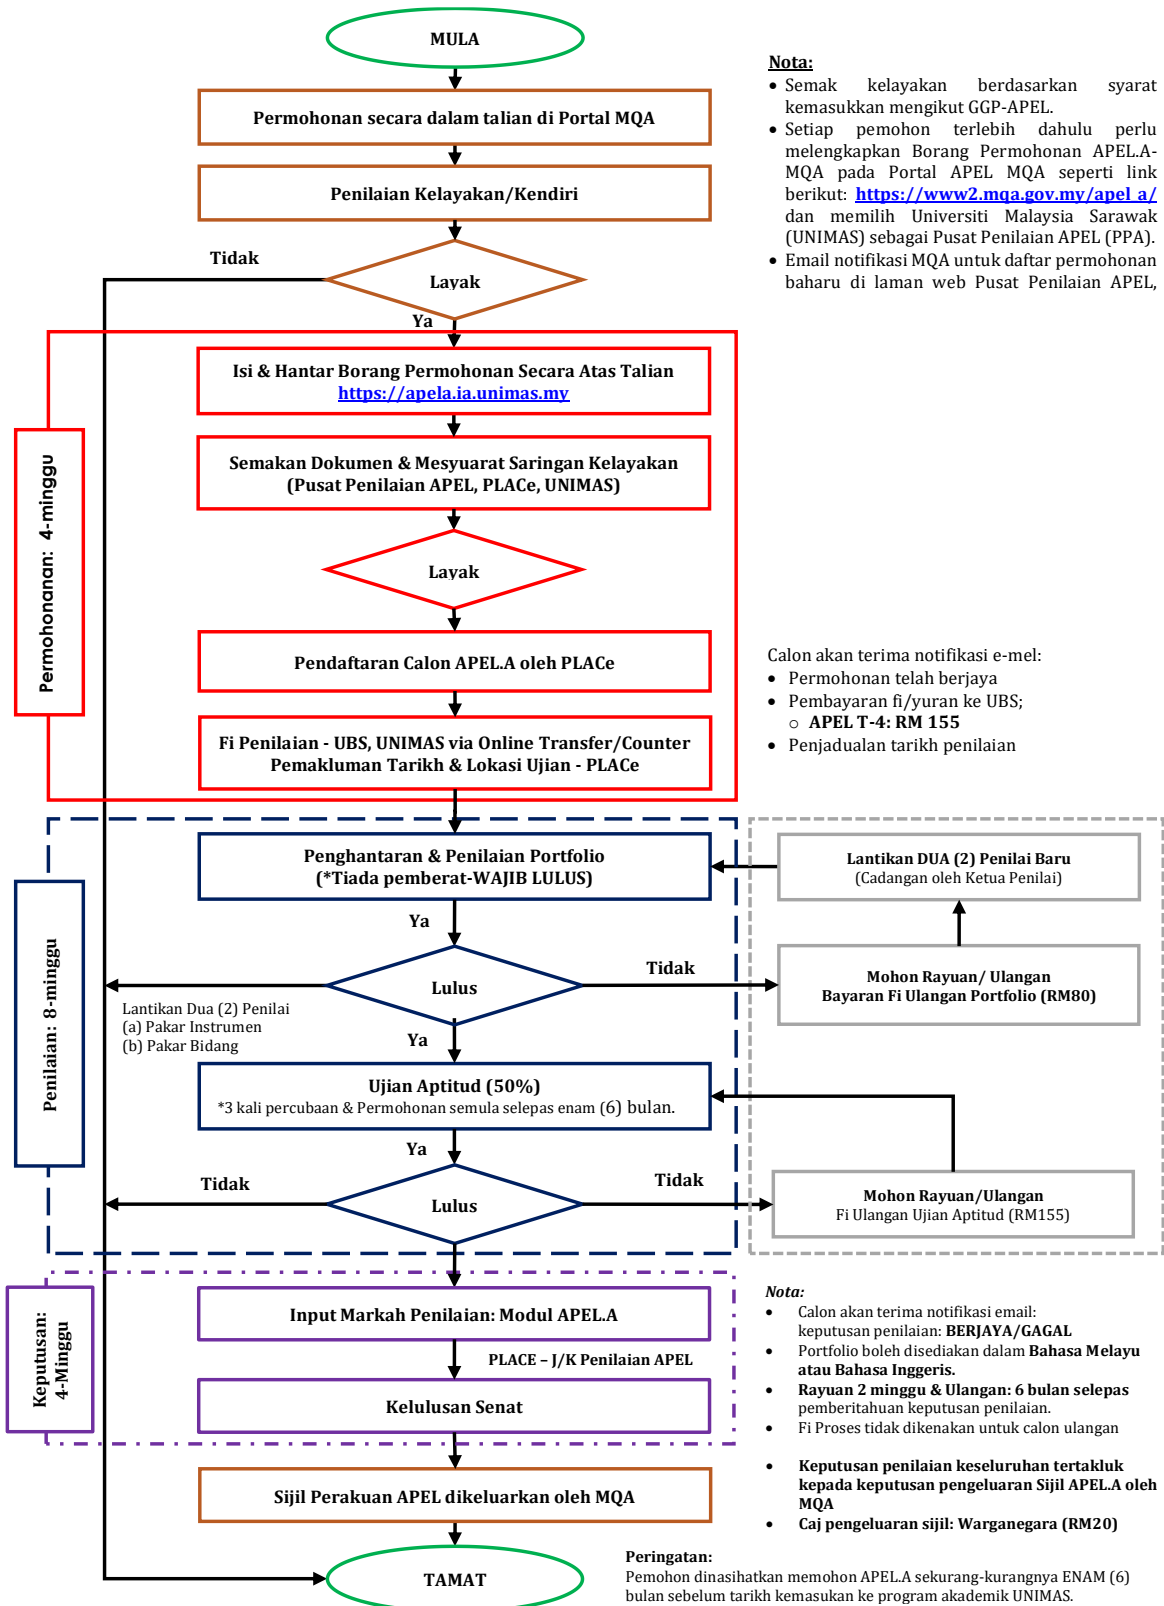 MULA
Permohonan secara dalam talian di Portal MQA
Penilaian Kelayakan/Kendiri
Tidak
Layak
Ya
Nota:
• Semak kelayakan berdasarkan syarat
kemasukkan mengikut GGP-APEL.
• Setiap pemohon terlebih dahulu perlu
melengkapkan Borang Permohonan APEL.A-
MQA pada Portal APEL MQA seperti link
berikut: https://www2.mqa.gov.my/apel a/
dan memilih Universiti Malaysia Sarawak
(UNIMAS) sebagai Pusat Penilaian APEL (PPA).
• Email notifikasi MQA untuk daftar permohonan
baharu di laman web Pusat Penilaian APEL,
Permohonanan: 4-minggu
Isi & Hantar Borang Permohonan Secara Atas Talian
https://apela.ia.unimas.my
Semakan Dokumen & Mesyuarat Saringan Kelayakan
(Pusat Penilaian APEL, PLACe, UNIMAS)
Layak
Pendaftaran Calon APEL.A oleh PLACe
Fi Penilaian - UBS, UNIMAS via Online Transfer/Counter
Pemakluman Tarikh & Lokasi Ujian - PLACe
Calon akan terima notifikasi e-mel:
• Permohonan telah berjaya
• Pembayaran fi/yuran ke UBS;
o APEL T-4: RM 155
• Penjadualan tarikh penilaian
Penilaian: 8-minggu
Penghantaran & Penilaian Portfolio
(*Tiada pemberat-WAJIB LULUS)
Ya
Lulus
Tidak
Lantikan Dua (2) Penilai
(a) Pakar Instrumen
(b) Pakar Bidang
Ya
Lantikan DUA (2) Penilai Baru
(Cadangan oleh Ketua Penilai)
Mohon Rayuan/ Ulangan
Bayaran Fi Ulangan Portfolio (RM80)
Ujian Aptitud (50%)
*3 kali percubaan & Permohonan semula selepas enam (6) bulan.
Ya
Tidak
Lulus
Tidak
Mohon Rayuan/Ulangan
Fi Ulangan Ujian Aptitud (RM155)
Keputusan:
4-Minggu
Input Markah Penilaian: Modul APEL.A
PLACE – J/K Penilaian APEL
Kelulusan Senat
Nota:
• Calon akan terima notifikasi email:
keputusan penilaian: BERJAYA/GAGAL
• Portfolio boleh disediakan dalam Bahasa Melayu
atau Bahasa Inggeris.
• Rayuan 2 minggu & Ulangan: 6 bulan selepas
pemberitahuan keputusan penilaian.
• Fi Proses tidak dikenakan untuk calon ulangan
• Keputusan penilaian keseluruhan tertakluk
kepada keputusan pengeluaran Sijil APEL.A oleh
MQA
• Caj pengeluaran sijil: Warganegara (RM20)
Sijil Perakuan APEL dikeluarkan oleh MQA
TAMAT
Peringatan:
Pemohon dinasihatkan memohon APEL.A sekurang-kurangnya ENAM (6)
bulan sebelum tarikh kemasukan ke program akademik UNIMAS.